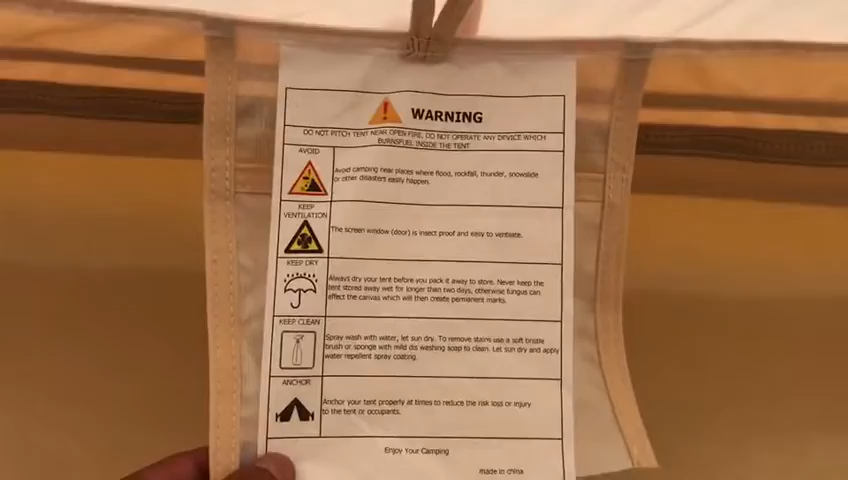 WARNING
DO NOT PITCH TENT NEAR OPEN FIRE, DO NOT OPERATE ANY DEVICE WHICH
BURNSFUEL INSIDE THE TENT
AVOID
Avoid camping near places where flood, rockfall, thunder, snowslide
or other disasters easily happen.
KEEP
VENTILATION
The screen window (door) is insect proof and easy to ventilate.
KEEP DRY
Always dry your tent before you pack it away to store. Never keep the
tent stored away wet for longer than two days, otherwise fungus can
effect the canvas which will then create permanent marks.
KEEP CLEAN
Spray wash with water, let sun dry. To remove stains use a soft bristle
brush or sponge with mild dis washing soap to clean. Let sun dry and apply
water repellent spray coating.
ANCHOR
Anchor your tent properly at times to reduce the risk loss or injury
to the tent or occupants.
Enjoy Your Camping
made in china